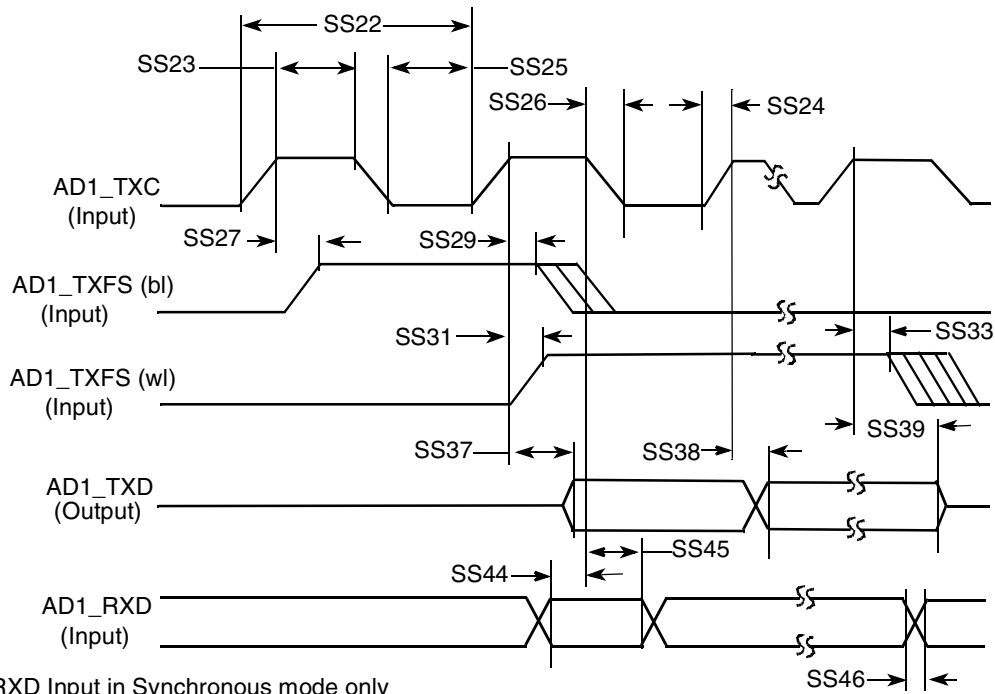 SS22
SS23
SS25
SS26
SS24
AD1_TXC
(Input)
SS27
SS29
AD1_TXFS (bl)
(Input)
SS31
SS33
AD1_TXFS (wl)
(Input)
SS39
SS37
SS38
AD1_TXD
(Output)
SS45
SS44
AD1_RXD
(Input)
SS46
RXD Input in Synchronous mode only